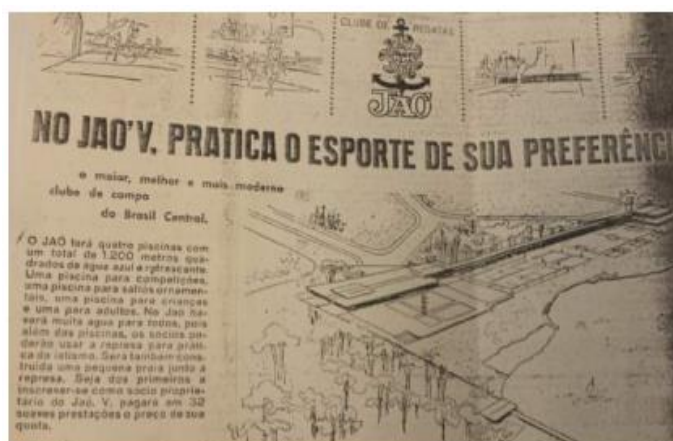 CLUBE DE REGATAS
JAÓ
NO JAO'V. PRATICA O ESPORTE DE SUA PREFERÊNCI
o maior, melhor e mais moderno
clube de campo
do Brasil Central.
O JAÓ terá quatro piscinas com
um total de 1.200 metros qua-
drados de água azul e refrescante.
Uma piscina para competições,
uma piscina para saltos ornamen-
tais, uma piscina para crianças
e uma para adultos. No Jaó ha-
verá muita água para todos, pois
além das piscinas, os sócios po-
derão usar a represa para práti-
ca do iatismo. Será também cons-
truida uma pequena praia junto à
represa. Seja dos primeiros a
inscrever-se como sócio proprie-
tário do Jaó. V. pagará em 32
suaves prestações o preço de sua
quota.